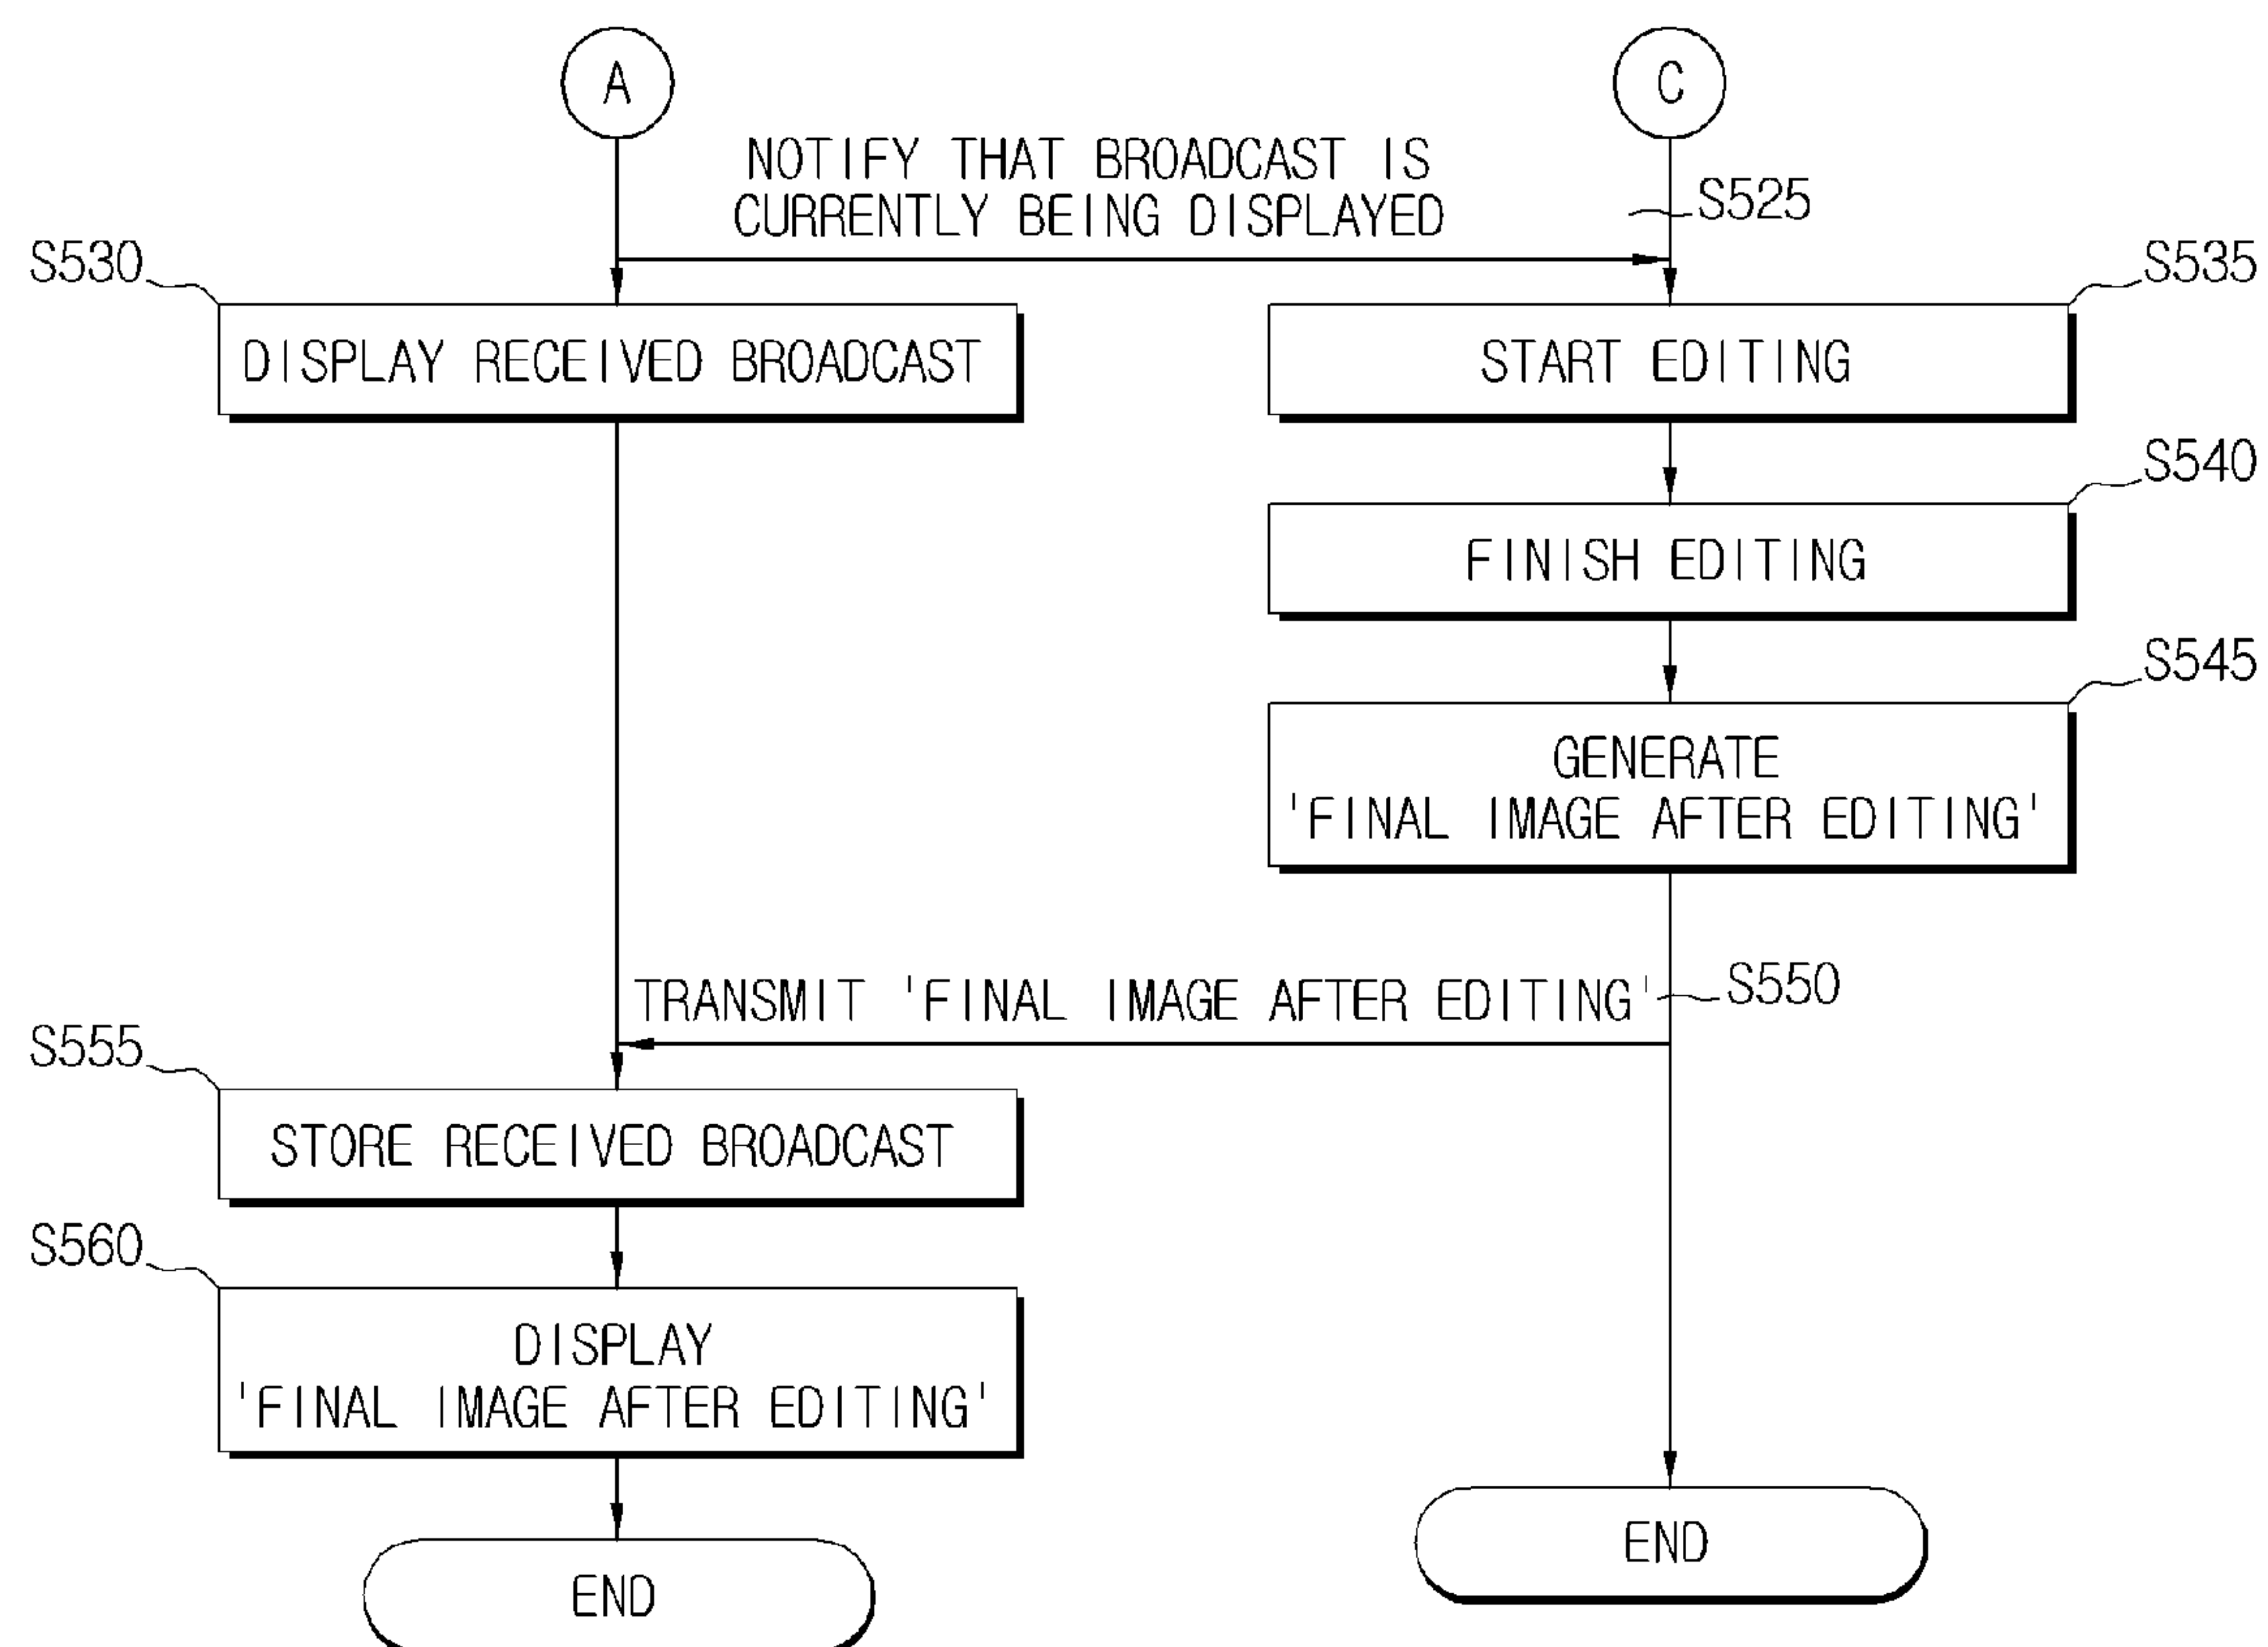 A
C
NOTIFY THAT BROADCAST IS
CURRENTLY BEING DISPLAYED
S525
S530
S535
DISPLAY RECEIVED BROADCAST
START EDITING
S540
FINISH EDITING
S545
GENERATE
'FINAL IMAGE AFTER EDITING'
TRANSMIT 'FINAL IMAGE AFTER EDITING'
S550
S555
STORE RECEIVED BROADCAST
S560
DISPLAY
'FINAL IMAGE AFTER EDITING'
END
END